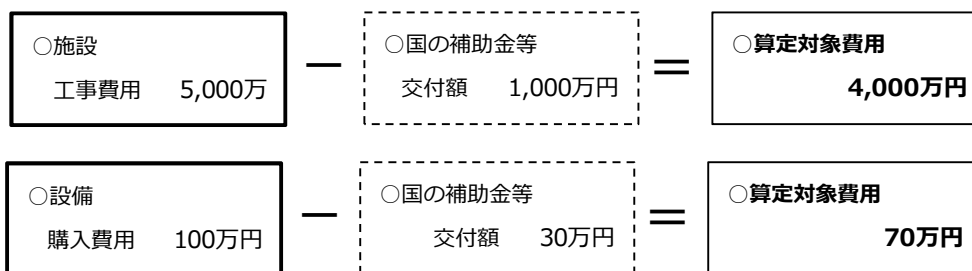 ○施設
工事費用 5,000万
－
○国の補助金等
交付額 1,000万円
＝
○算定対象費用
4,000万円
○設備
購入費用 100万円
－
○国の補助金等
交付額 30万円
＝
○算定対象費用
70万円